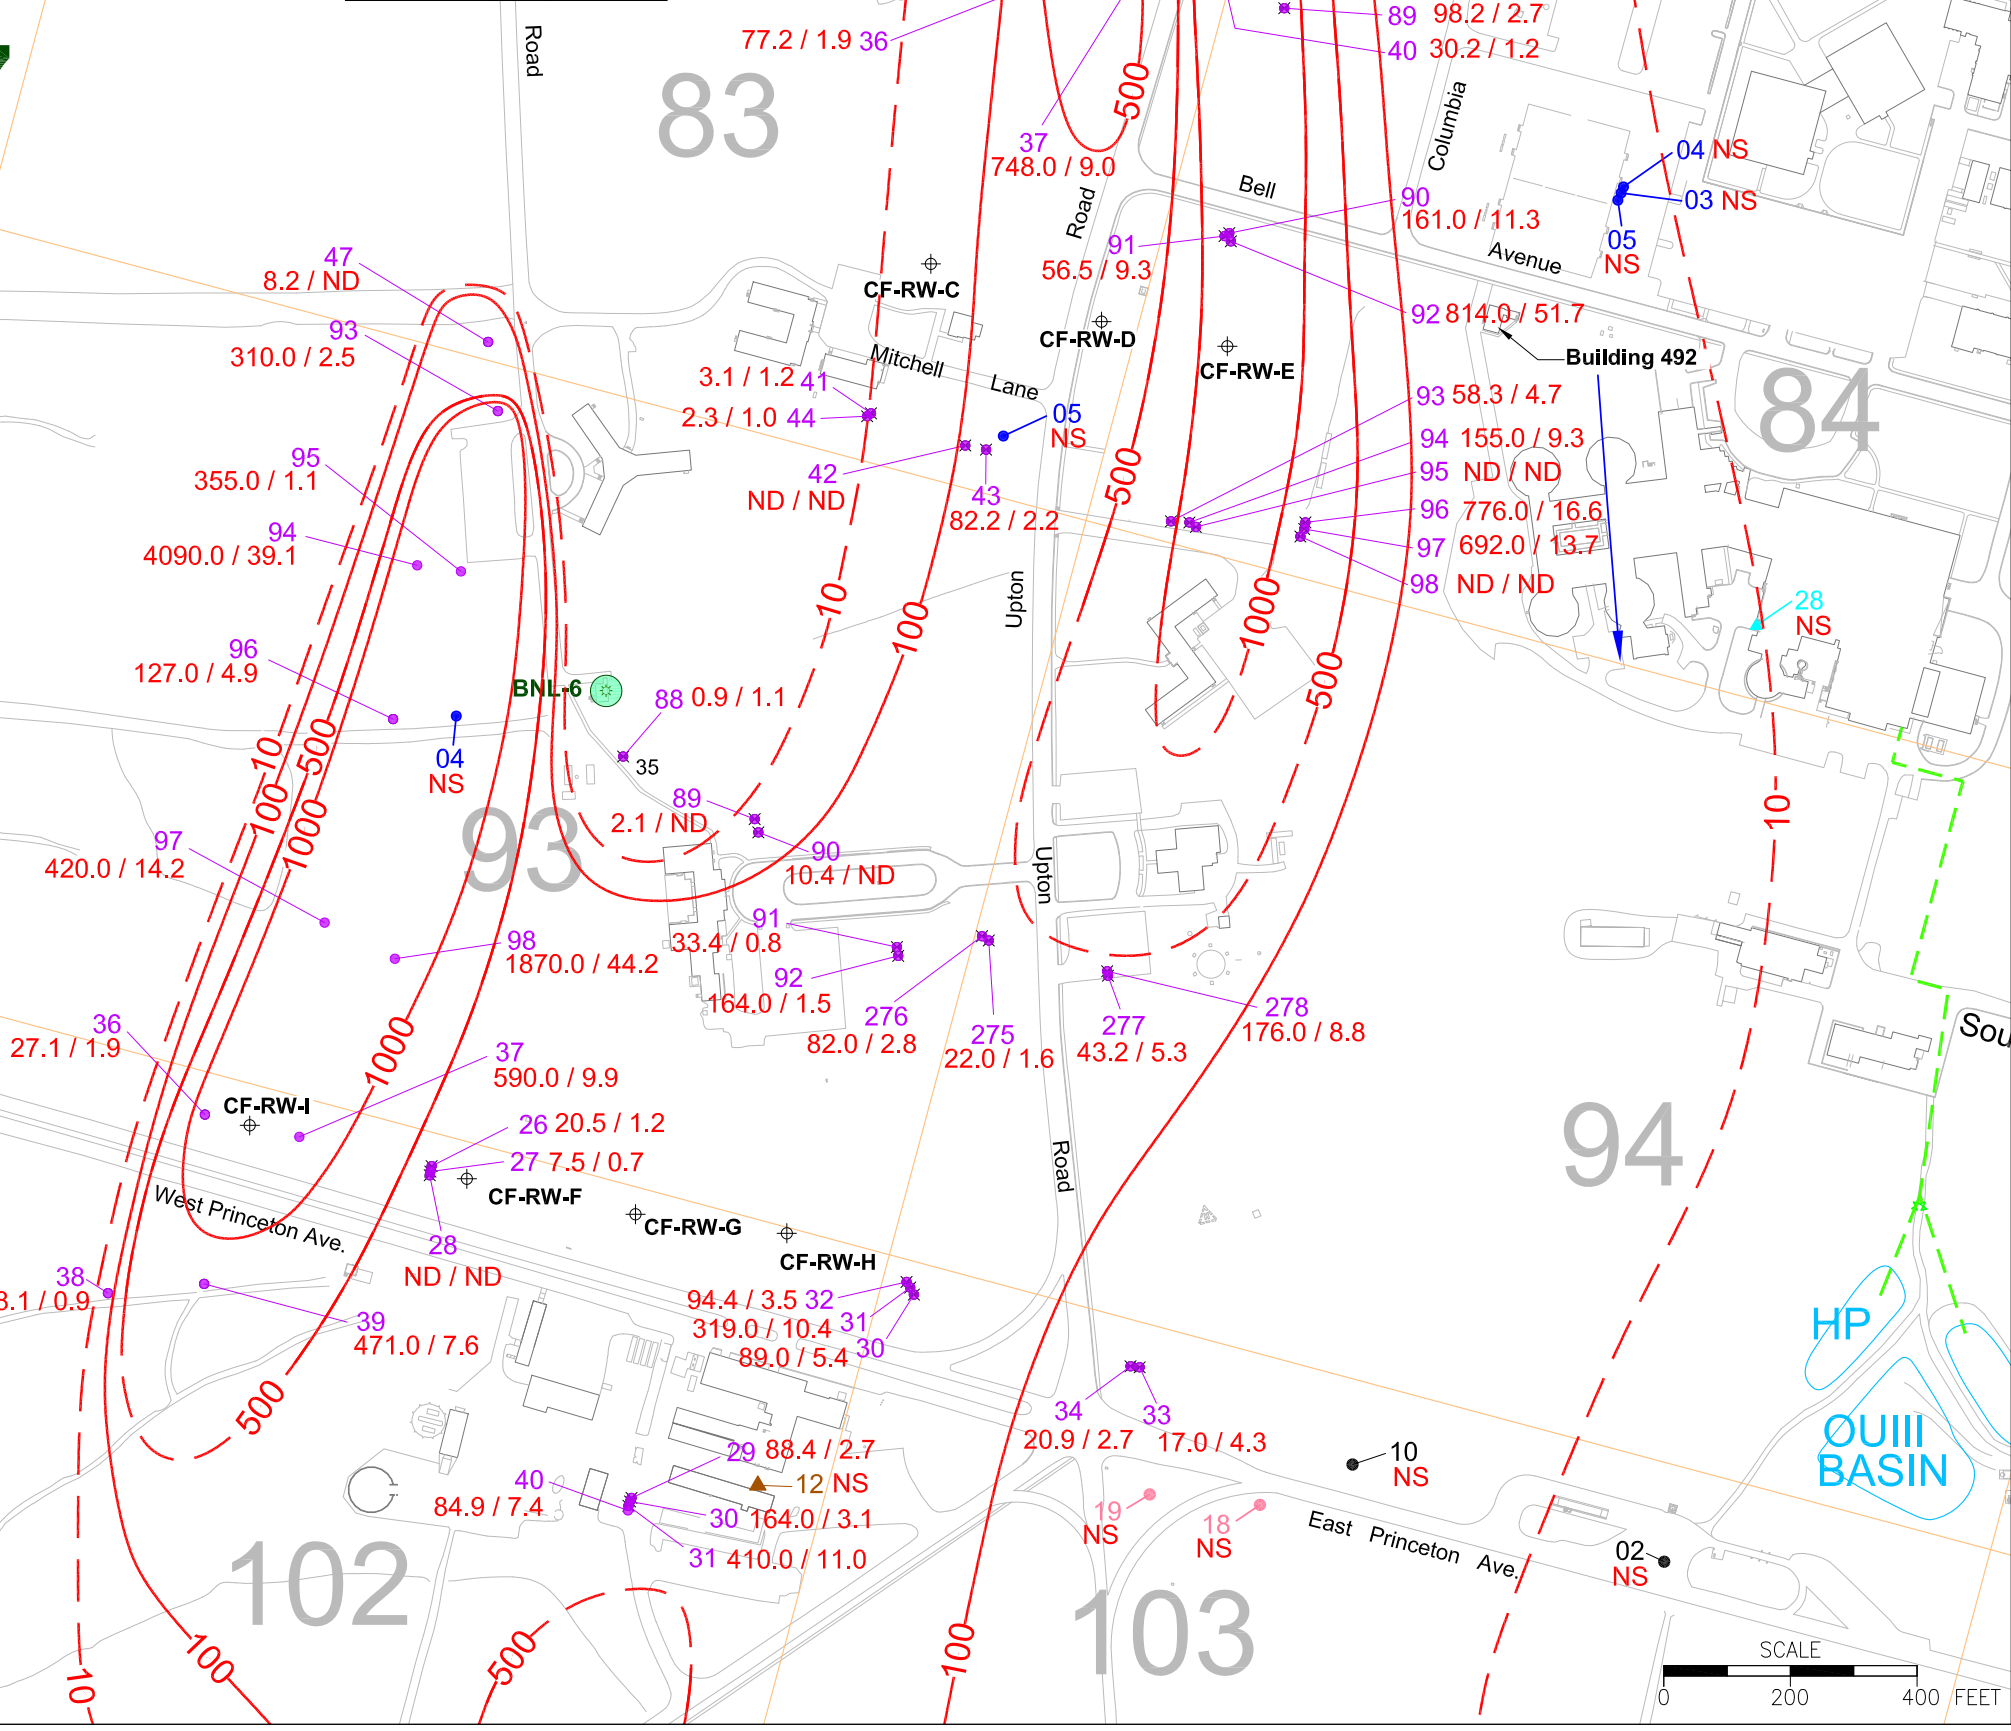 Road
83
77.2 / 1.9 36
500
89 98.2 / 2.7
40 30.2 / 1.2
Columbia
37
748.0 / 9.0
Road
Bell
04 NS
03 NS
05
NS
90
161.0 / 11.3
91
56.5 / 9.3
Avenue
47
8.2 / ND
CF-RW-C
93
310.0 / 2.5
CF-RW-D
92 814.0 / 51.7
CF-RW-E
Building 492
Mitchell Lane
3.1 / 1.2 41
2.3 / 1.0 44
05
NS
93 58.3 / 4.7
84
94 155.0 / 9.3
95 ND / ND
95
355.0 / 1.1
42
ND / ND
43
82.2 / 2.2
500
96 776.0 / 16.6
97 692.0 / 13.7
98 ND / ND
94
4090.0 / 39.1
10
100
Upton
1000
500
28
NS
96
127.0 / 4.9
BNL-6
88 0.9 / 1.1
35
04
NS
10
500
100
1000
93
89
2.1 / ND
90
10.4 / ND
10
97
420.0 / 14.2
Upton
91
33.4 / 0.8
92
164.0 / 1.5
98
1870.0 / 44.2
276
82.0 / 2.8
275
22.0 / 1.6
277
43.2 / 5.3
278
176.0 / 8.8
Sou
36
27.1 / 1.9
1000
37
590.0 / 9.9
CF-RW-I
26 20.5 / 1.2
27 7.5 / 0.7
94
Road
CF-RW-F
CF-RW-G
CF-RW-H
West Princeton Ave.
28
ND / ND
38
8.1 / 0.9
39
471.0 / 7.6
94.4 / 3.5 32
319.0 / 10.4 31
89.0 / 5.4 30
HP
500
34
20.9 / 2.7
33
17.0 / 4.3
OUIII
BASIN
10
NS
29 88.4 / 2.7
12 NS
40
84.9 / 7.4
30 164.0 / 3.1
31 410.0 / 11.0
19
NS
18
NS
East Princeton Ave.
02
NS
102
103
100
500
100
10
SCALE
0 200 400 FEET